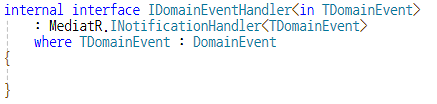 internal interface IDomainEventHandler<in TDomainEvent>
    : MediatR.INotificationHandler<TDomainEvent>
    where TDomainEvent : DomainEvent
{
}